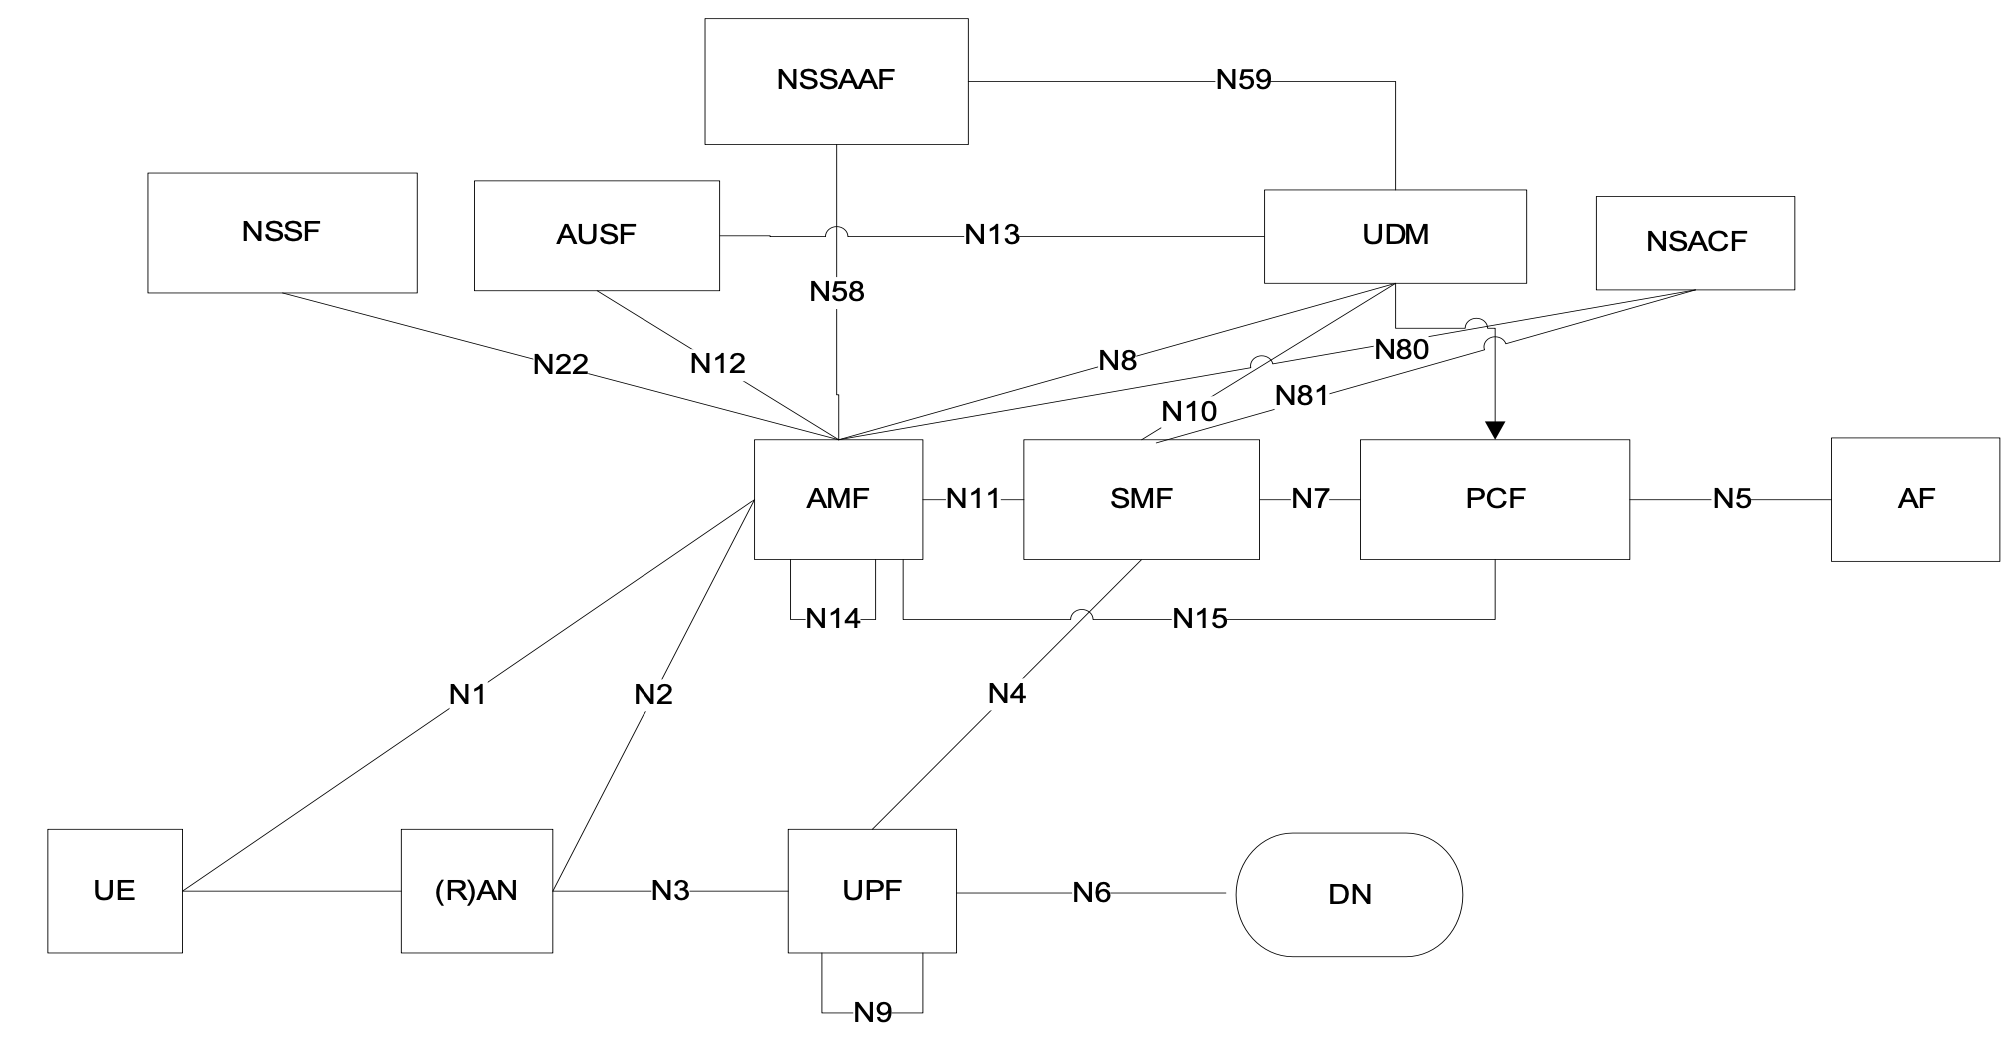 NSSAAF
N59
NSSF
AUSF
N13
UDM
NSACF
N58
N22
N12
N8
N80
N10
N81
AMF
N11
SMF
N7
PCF
N5
AF
N14
N15
N1
N2
N4
UE
(R)AN
N3
UPF
N6
DN
N9